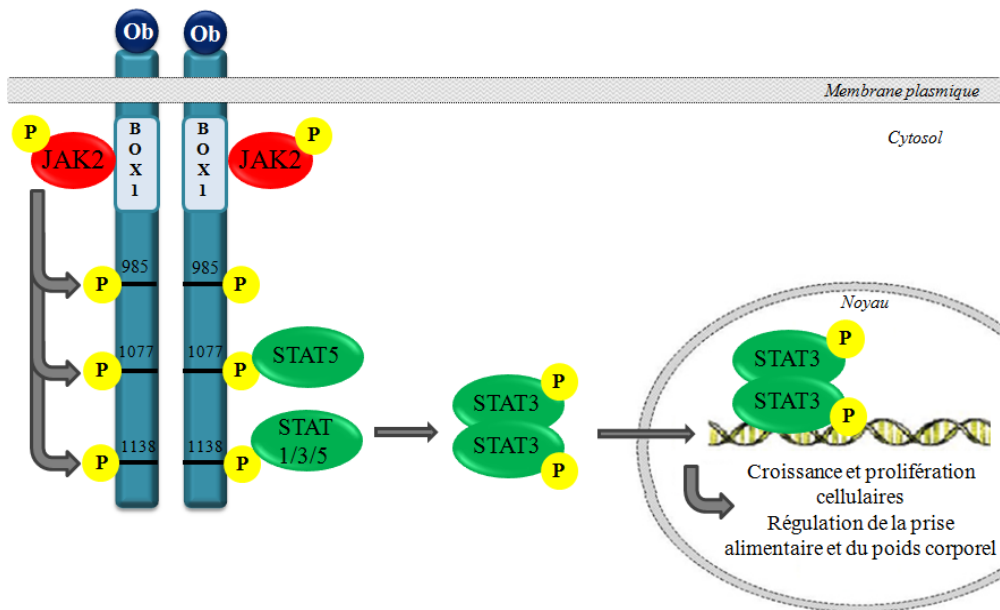 Ob Ob
Membrane plasmique
Cytosol
P
JAK2
B
O
X
1
B
O
X
1
JAK2
P
P
985
985
P
P
1077
1077
P
STAT5
P
1138
1138
P
STAT
1/3/5
STAT3
P
STAT3
P
Noyau
STAT3
P
STAT3
P
Croissance et prolifération
cellulaires
Régulation de la prise
alimentaire et du poids corporel